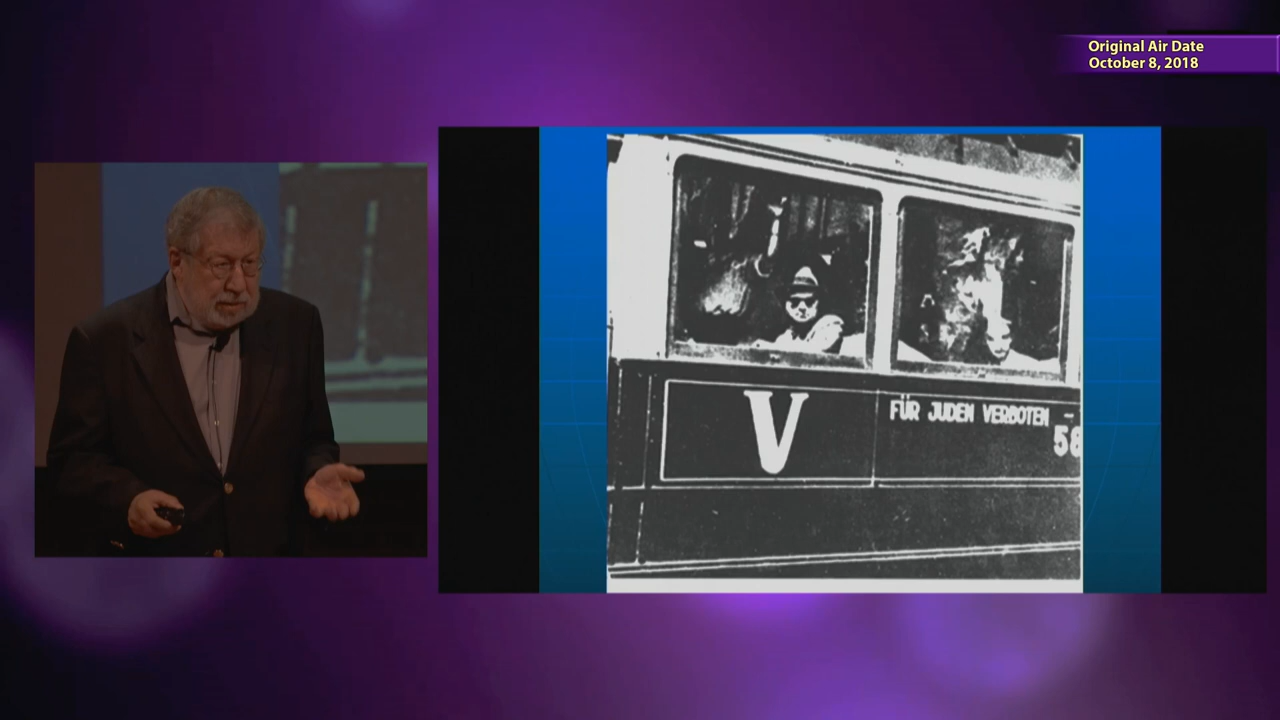 Original Air Date
October 8, 2018
V
FÜR JUDEN VERBOTEN –
58